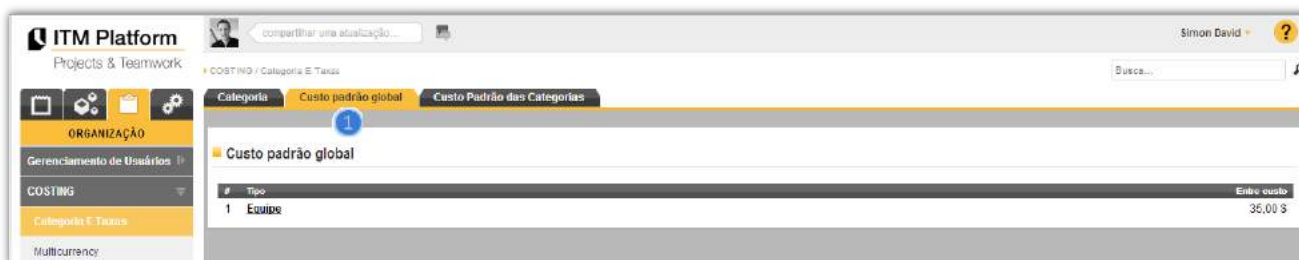 ITM Platform
Projects & Teamwork
compartilhar uma atualização...
Simon David
?
COSTING / Categoria E Taxas
Busca...
Categoria
Custo padrão global
Custo Padrão das Categorias
1
ORGANIZAÇÃO
Gerenciamento de Usuários
COSTING
Categoria E Taxas
Multicurrency
Custo padrão global
# Tipo Entre custo
1 Equipe 35,00 $